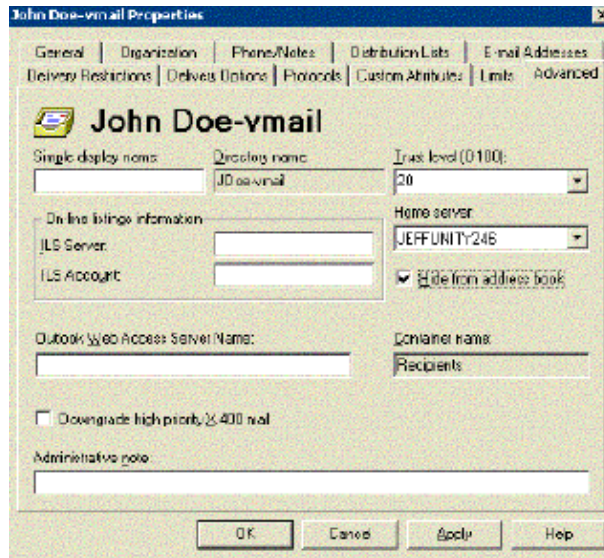 John Doe-vmail Properties
General Organization Phone/Notes Distribution Lists E-mail Addresses
Delivery Restrictions Delivery Options Protocols Custom Attributes Limits Advanced
John Doe-vmail
Simple display name:
Directory name:
JDoe-vmail
Trust level (0-100):
20
On-line listings information
ILS Server:
ILS Account:
Home server:
JEFFUNITY246
Hide from address book
Outlook Web Access Server Name:
Container name:
Recipients
Downgrade high priority X.400 mail
Administrative note:
OK Cancel Apply Help